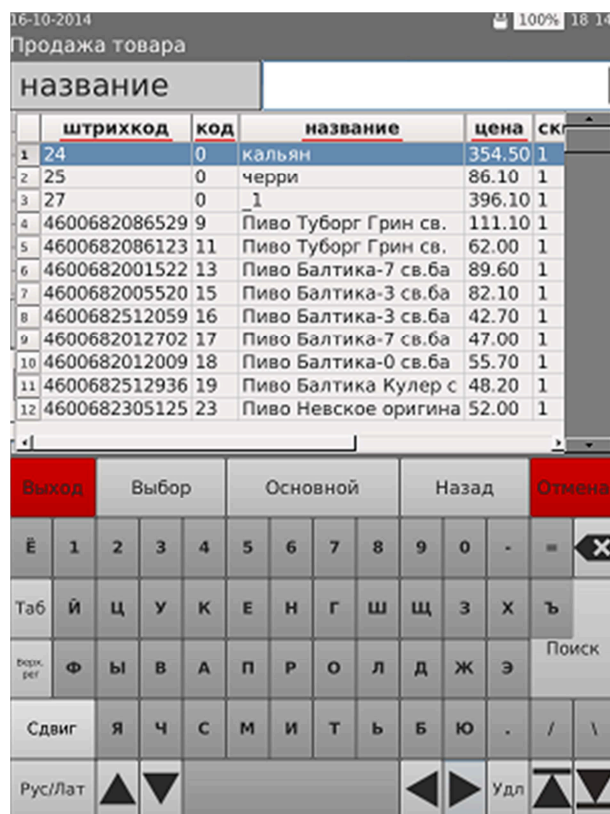 16-10-2014 100% 18 14
Продажа товара
название
штрихкод код название цена
1 24 0 кальян 354.50 1
2 25 0 черри 86.10 1
3 27 0 _1 396.10 1
4 4600682086529 9 Пиво Туборг Грин св. 111.10 1
5 4600682086123 11 Пиво Туборг Грин св. 62.00 1
6 4600682001522 13 Пиво Балтика-7 св.ба 89.60 1
7 4600682005520 15 Пиво Балтика-3 св.ба 82.10 1
8 4600682512059 16 Пиво Балтика-3 св.ба 42.70 1
9 4600682012702 17 Пиво Балтика-7 св.ба 47.00 1
10 4600682012009 18 Пиво Балтика-0 св.ба 55.70 1
11 4600682512936 19 Пиво Балтика Кулер с 48.20 1
12 4600682305125 23 Пиво Невское оригина 52.00 1
Выход Выбор Основной Назад Отмена
Ё 1 2 3 4 5 6 7 8 9 0 - =
Таб Й Ц У К Е Н Г Ш Щ З Х Ъ
Поиск
Верх. рег Ф Ы В А П Р О Л Д Ж Э
Сдвиг Я Ч С М И Т Ь Б Ю . / \
Рус/Лат Удл